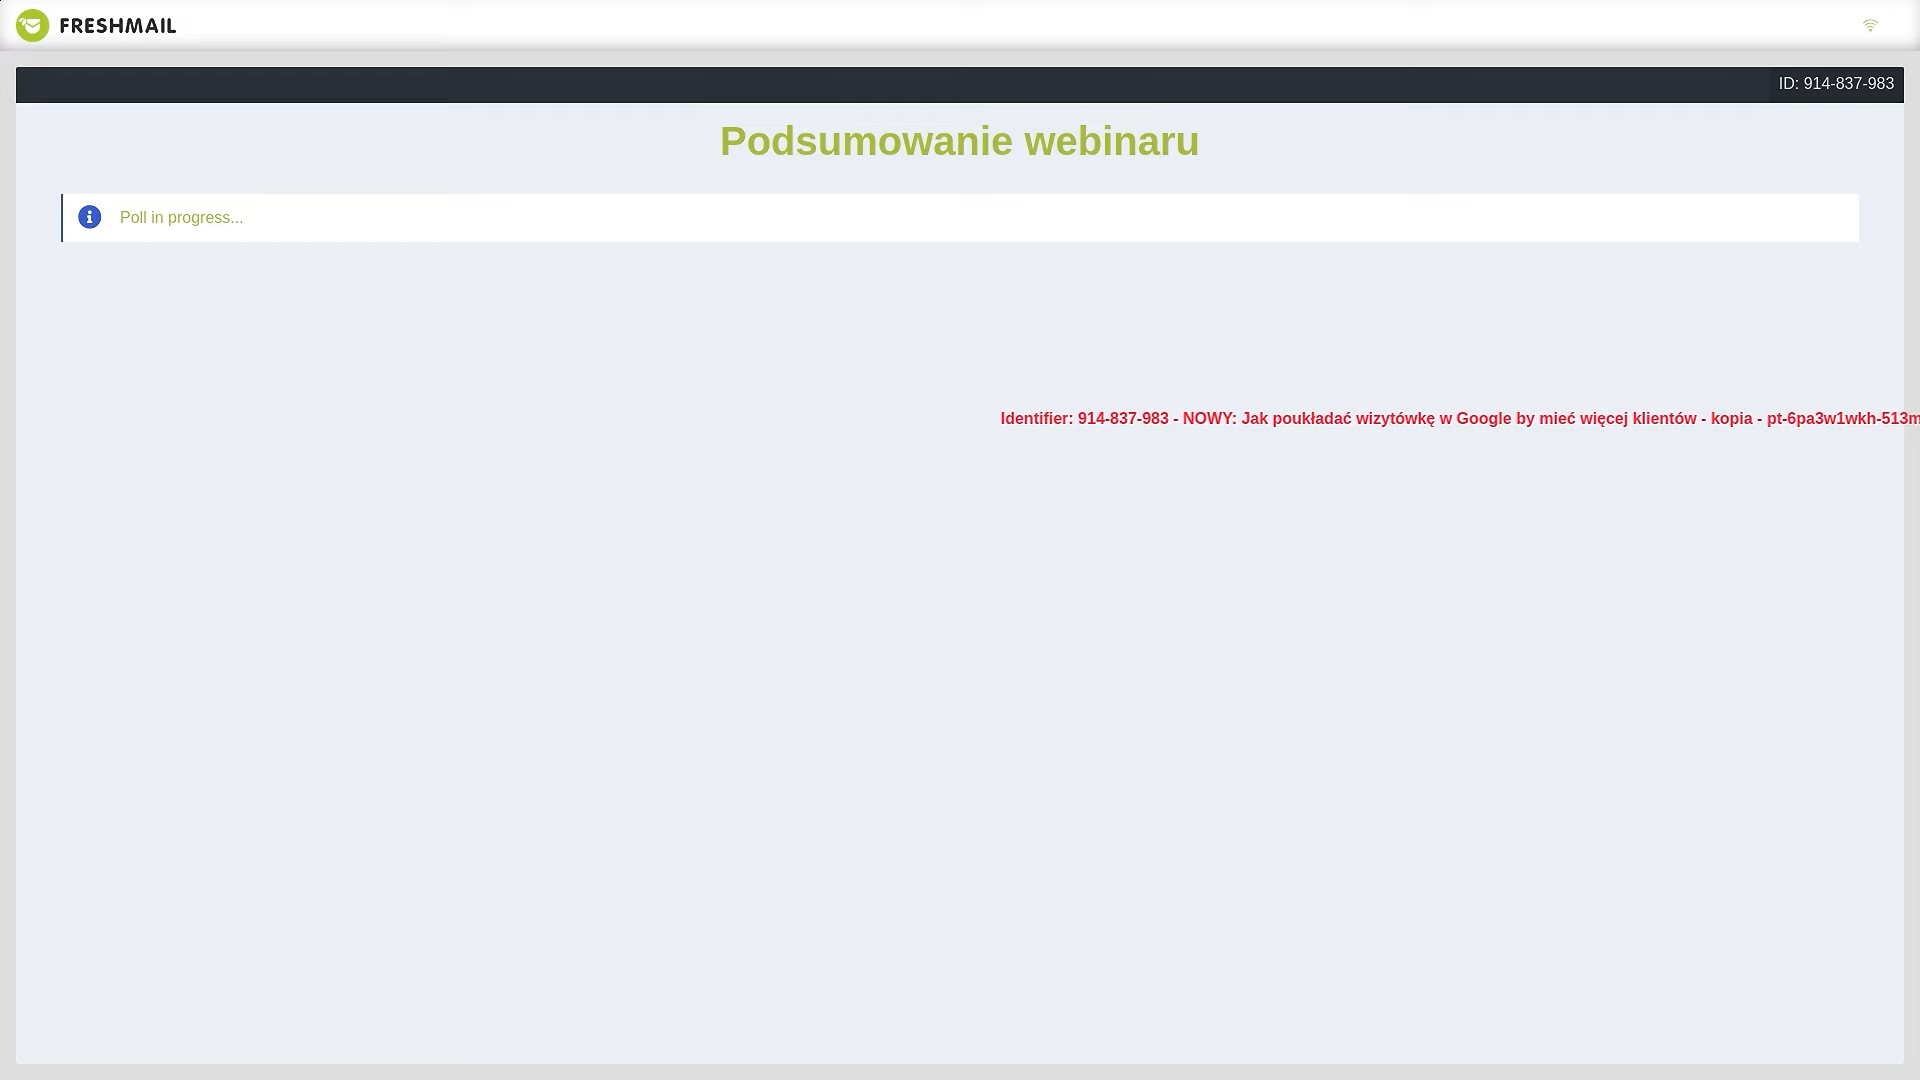 FRESHMAIL
ID: 914-837-983
Podsumowanie webinaru
Poll in progress...
Identifier: 914-837-983 - NOWY: Jak poukładać wizytówkę w Google by mieć więcej klientów - kopia - pt-6pa3w1wkh-513m